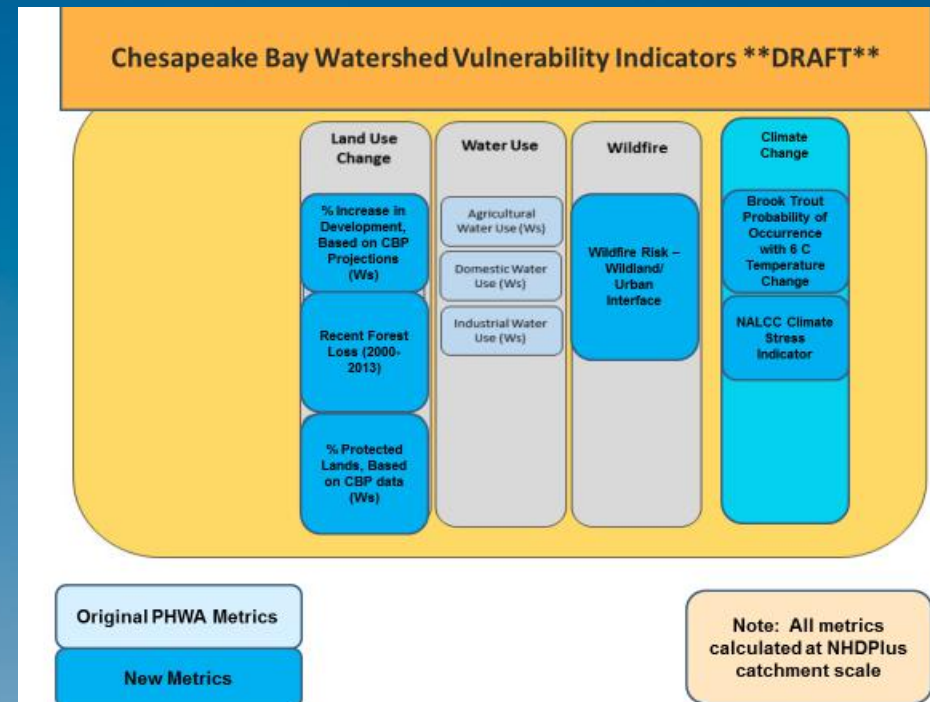 Chesapeake Bay Watershed Vulnerability Indicators **DRAFT**
Land Use
Change
% Increase in
Development,
Based on CBP
Projections
(Ws)
Recent Forest
Loss (2000-
2013)
% Protected
Lands, Based
on CBP data
(Ws)
Water Use
Agricultural
Water Use (Ws)
Domestic Water
Use (Ws)
Industrial Water
Use (Ws)
Wildfire
Wildfire Risk –
Wildland/
Urban
Interface
Climate
Change
Brook Trout
Probability of
Occurrence
with 6 C
Temperature
Change
NALCC Climate
Stress
Indicator
Original PHWA Metrics
New Metrics
Note: All metrics
calculated at NHDPlus
catchment scale